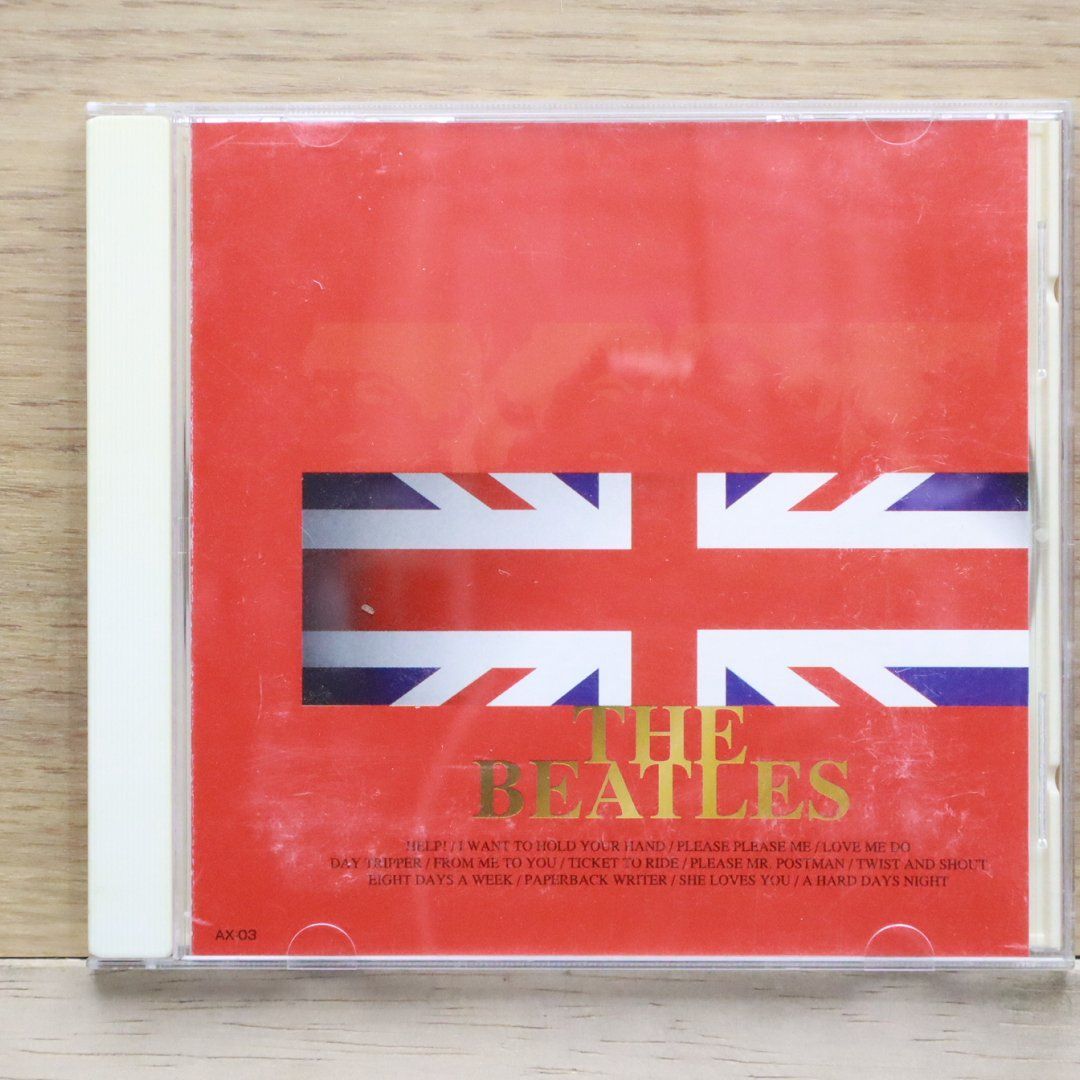 THE
BEATLES
HELP! / I WANT TO HOLD YOUR HAND / PLEASE PLEASE ME / LOVE ME DO
DAY TRIPPER / FROM ME TO YOU / TICKET TO RIDE / PLEASE MR. POSTMAN / TWIST AND SHOUT
EIGHT DAYS A WEEK / PAPERBACK WRITER / SHE LOVES YOU / A HARD DAYS NIGHT
AX-03